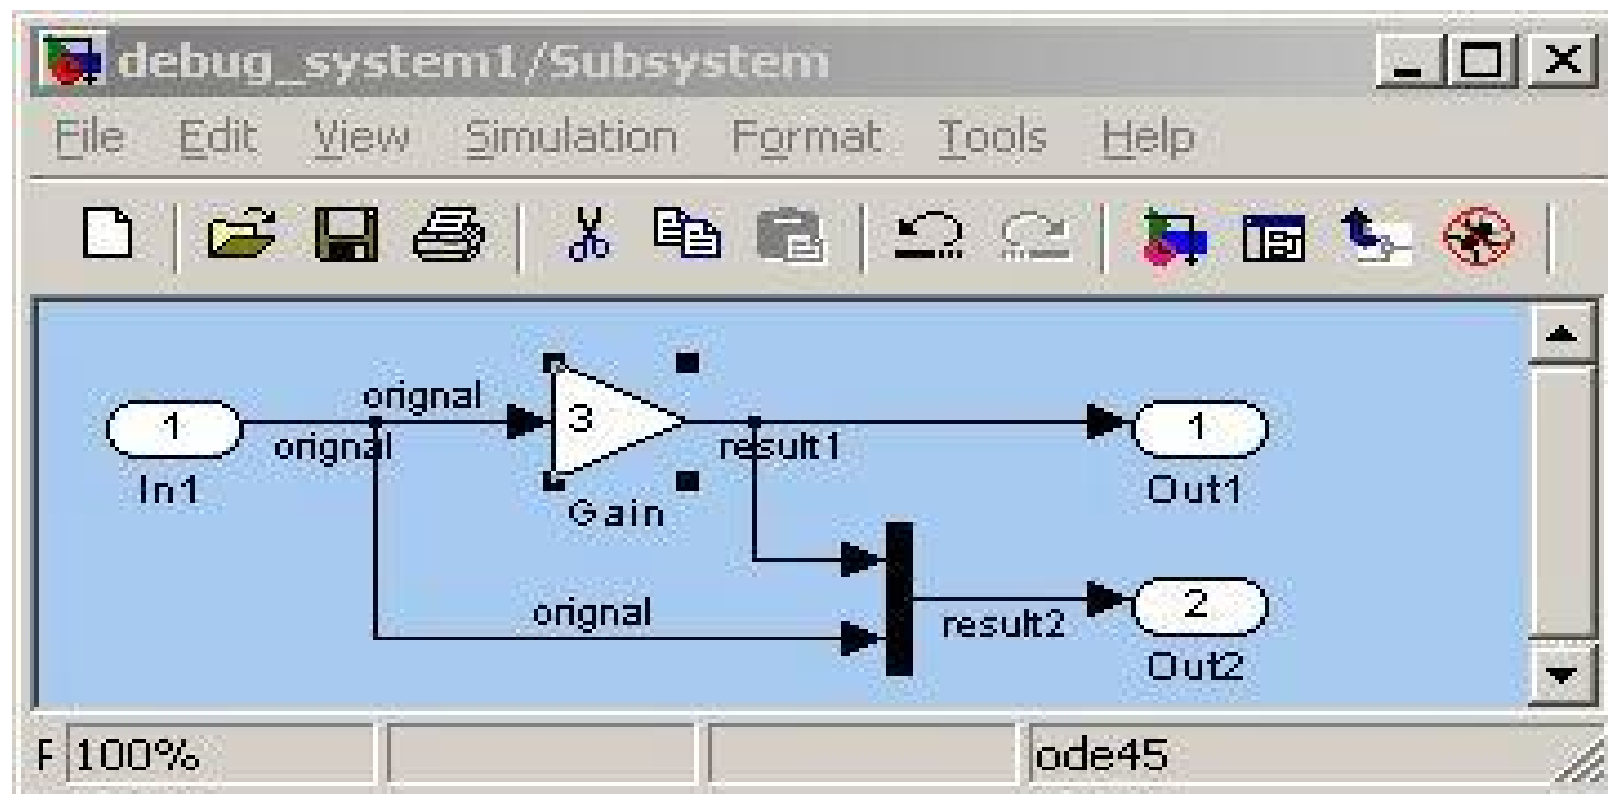 debug_system1/Subsystem
File Edit View Simulation Format Tools Help
orignal
1
3
1
orignal
result1
In1
Out1
Gain
orignal
2
result2
Out2
F 100% ode45